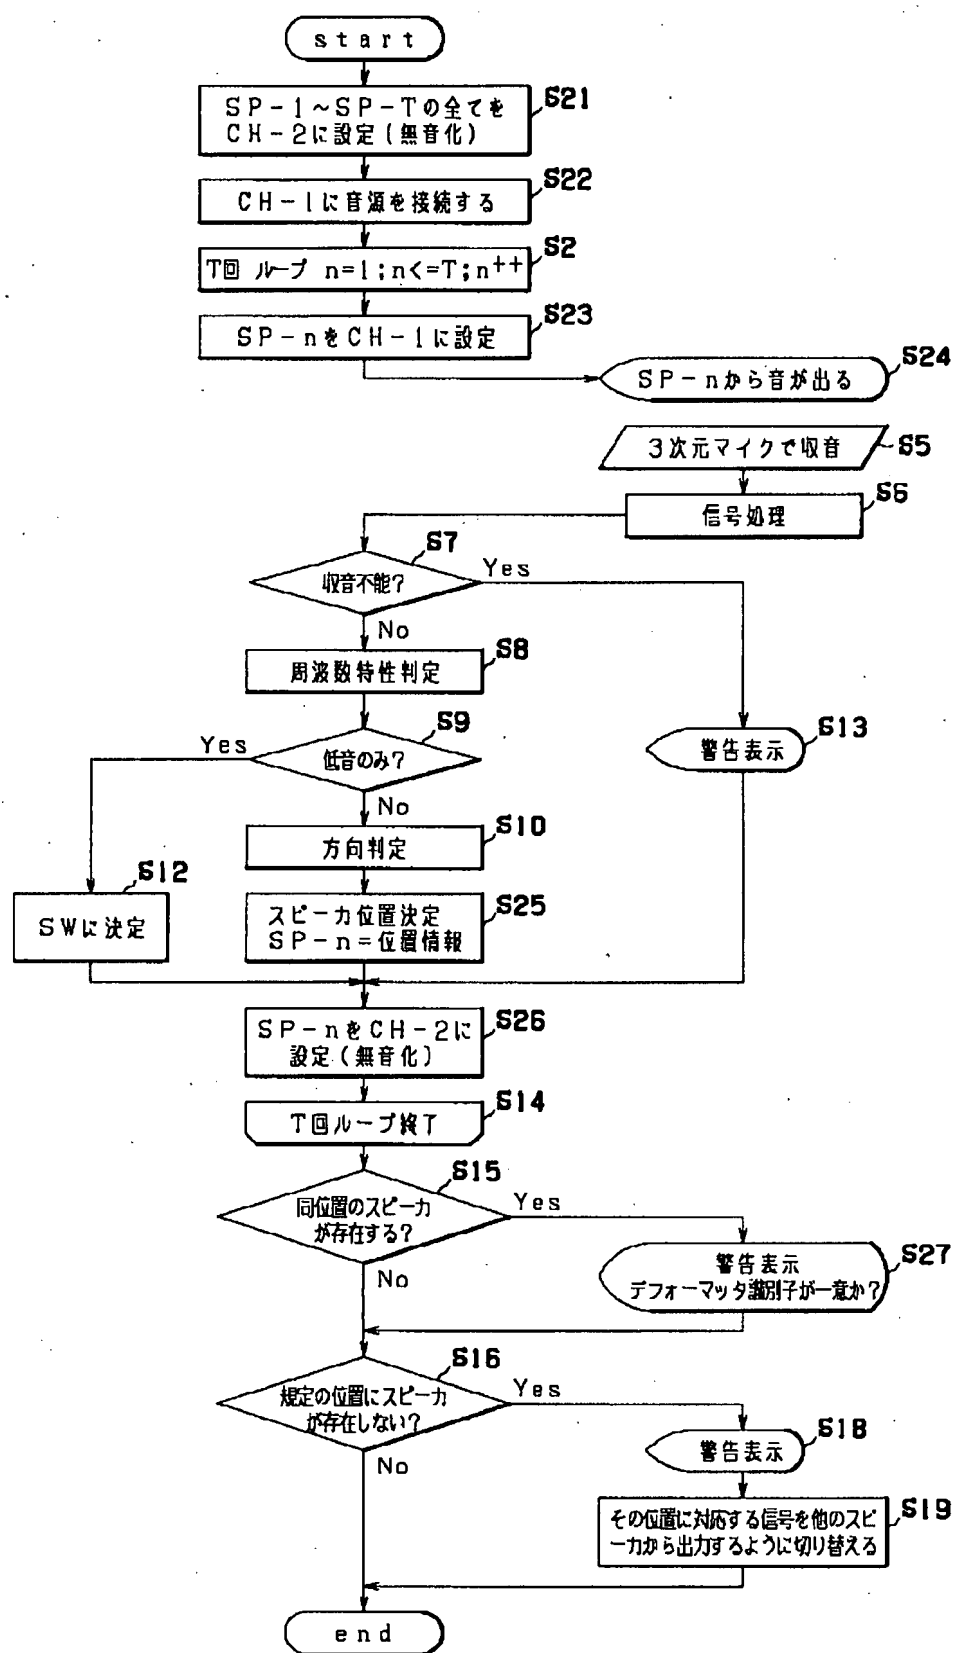 start
SP-1~SP-Tの全てを
CH-2に設定(無音化)
S21
CH-1に音源を接続する
S22
T回 ループ n=1;n<=T;n++
S2
SP-nをCH-1に設定
S23
SP-nから音が出る
S24
3次元マイクで収音
S5
信号処理
S6
収音不能?
S7
Yes
No
周波数特性判定
S8
低音のみ?
S9
Yes
No
警告表示
S13
方向判定
S10
SWに決定
S12
スピーカ位置決定
SP-n=位置情報
S25
SP-nをCH-2に
設定(無音化)
S26
T回ループ終了
S14
同位置のスピーカ
が存在する?
S15
Yes
No
警告表示
デフォーマッタ識別子が一意か?
S27
規定の位置にスピーカ
が存在しない?
S16
Yes
No
警告表示
S18
その位置に対応する信号を他のスピ
ーカから出力するように切り替える
S19
end